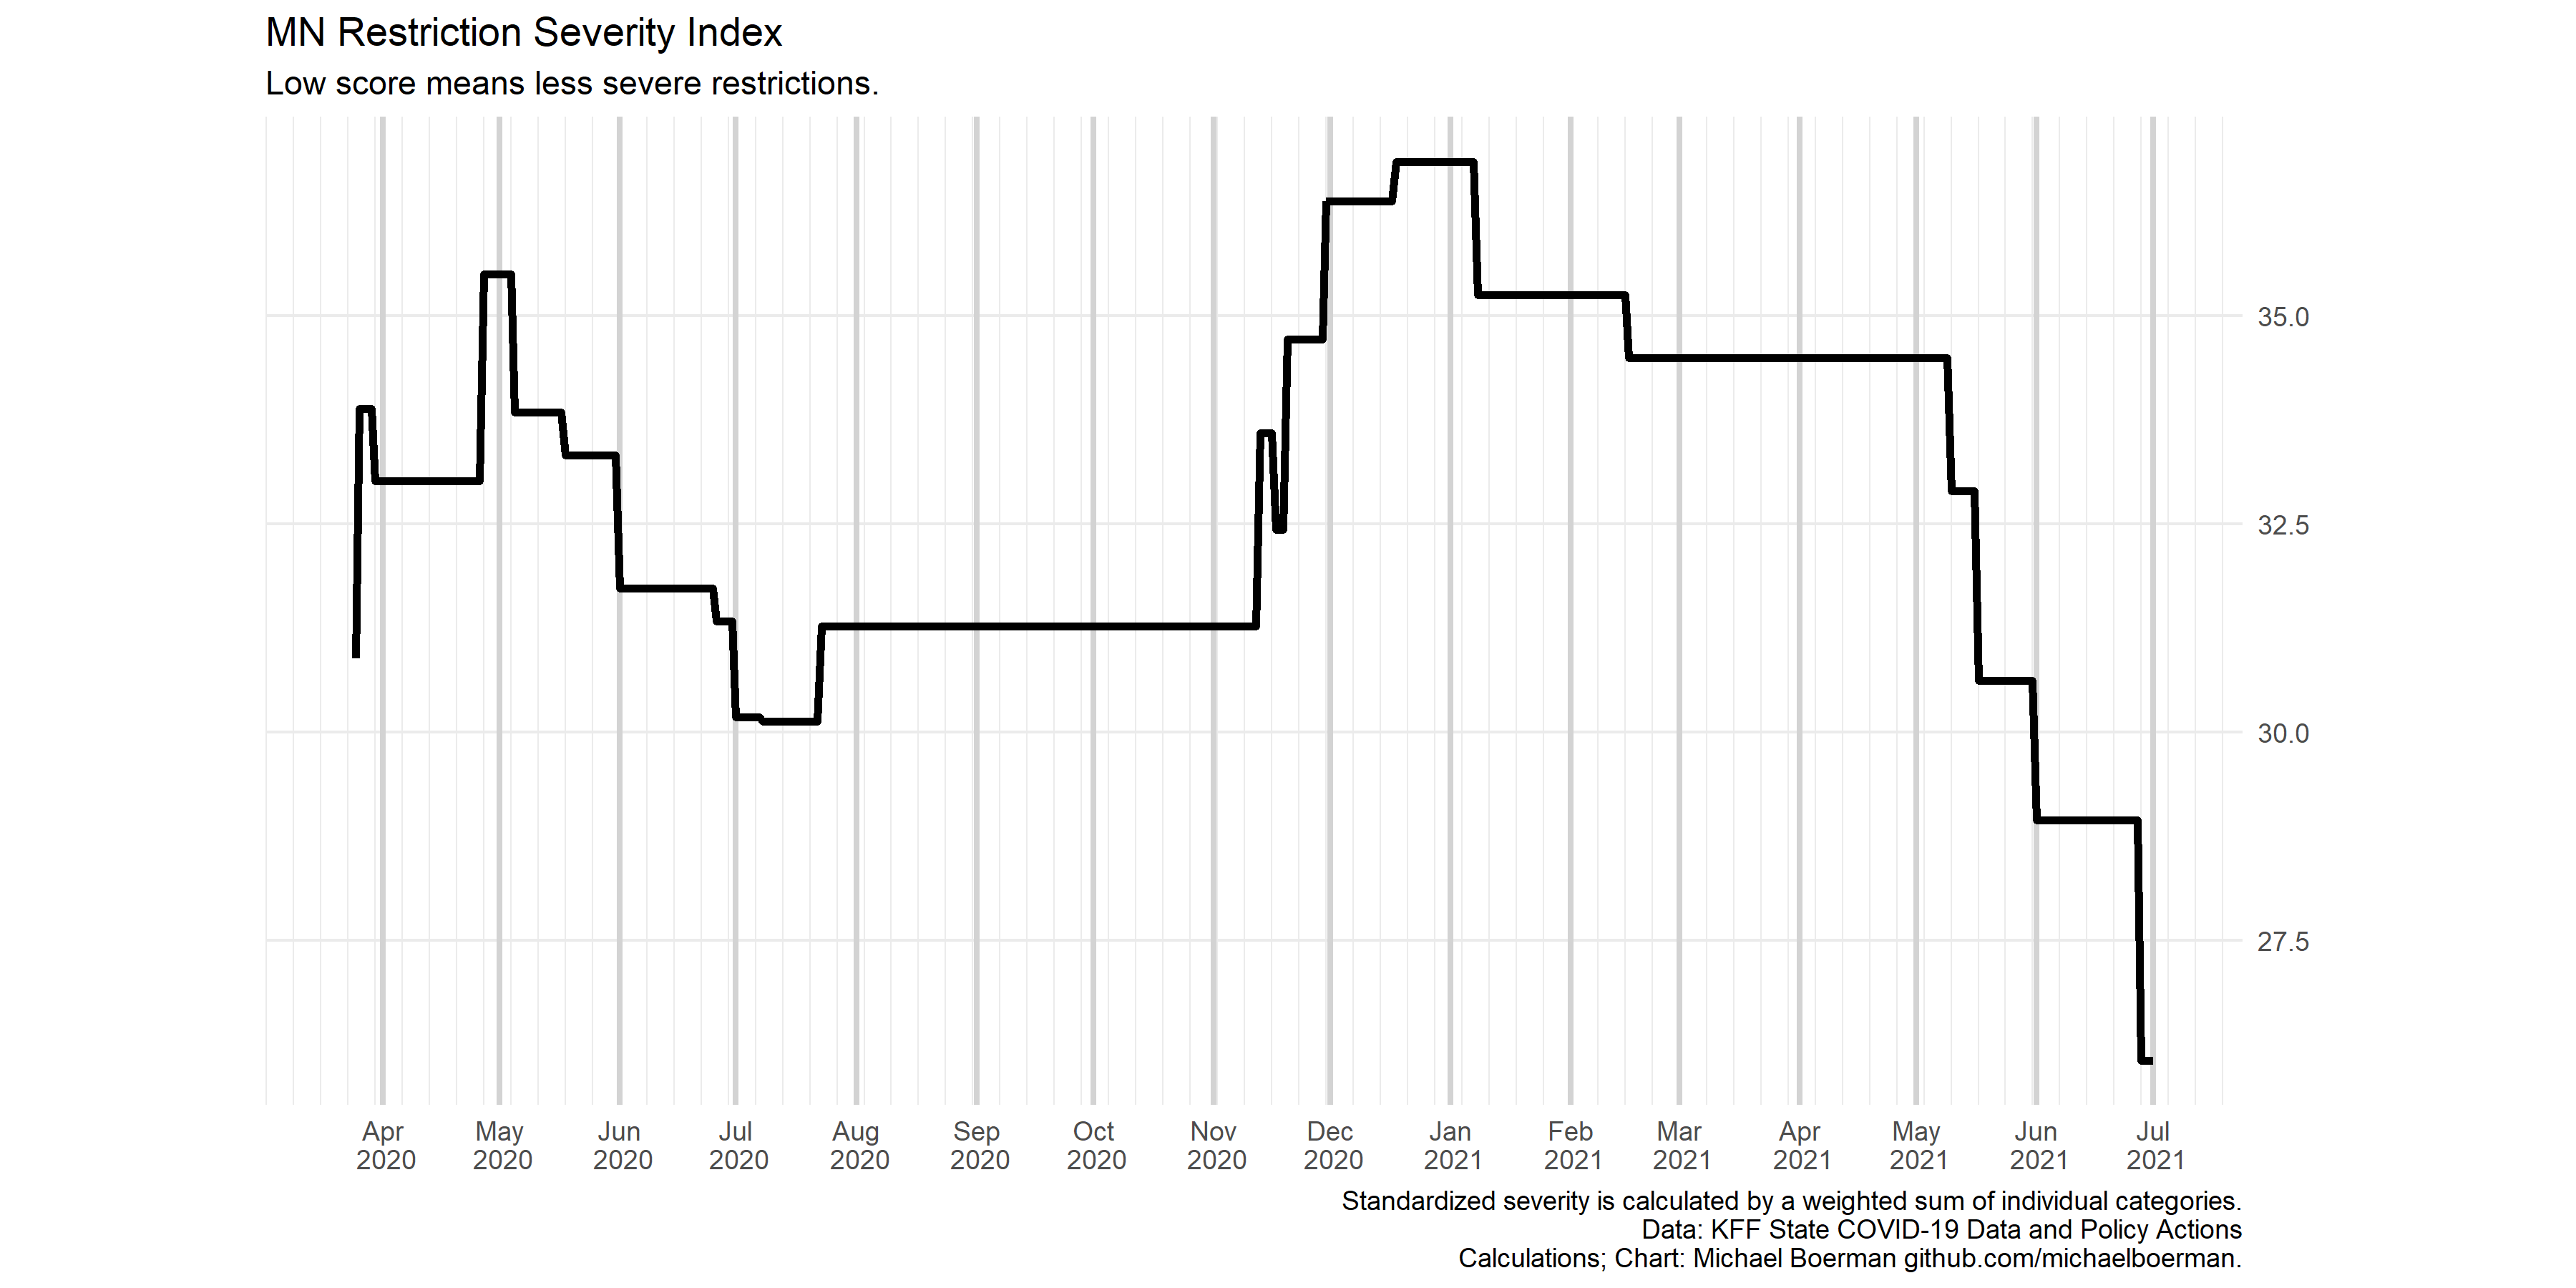 MN Restriction Severity Index
Low score means less severe restrictions.
35.0
32.5
30.0
27.5
Apr May Jun Jul Aug Sep Oct Nov Dec Jan Feb Mar Apr May Jun Jul
2020 2020 2020 2020 2020 2020 2020 2020 2020 2021 2021 2021 2021 2021 2021 2021
Standardized severity is calculated by a weighted sum of individual categories.
Data: KFF State COVID-19 Data and Policy Actions
Calculations; Chart: Michael Boerman github.com/michaelboerman.